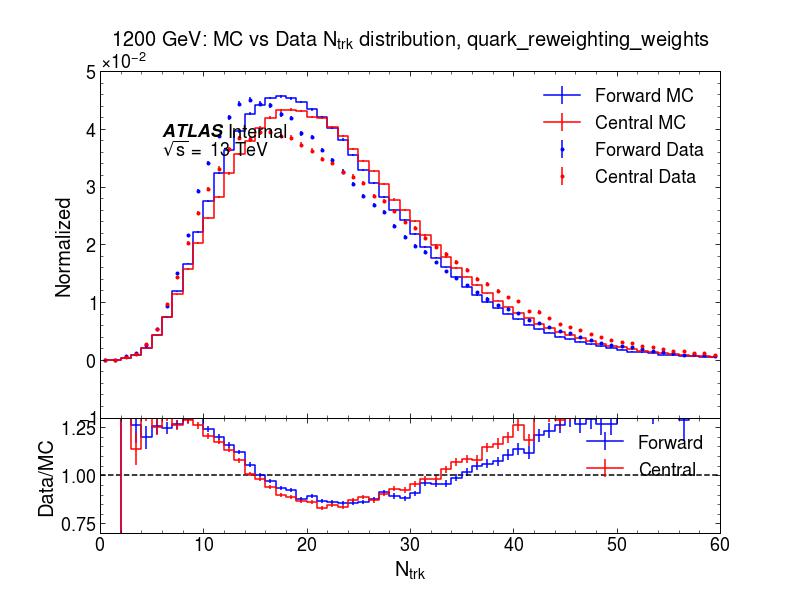 1200 GeV: MC vs Data Ntrk distribution, quark_reweighting_weights
×10−2
5
4
3
2
1
0
Normalized
ATLAS Internal
√s = 13 TeV
Forward MC
Central MC
Forward Data
Central Data
1.25
1.00
0.75
Data/MC
Forward
Central
0 10 20 30 40 50 60
Ntrk